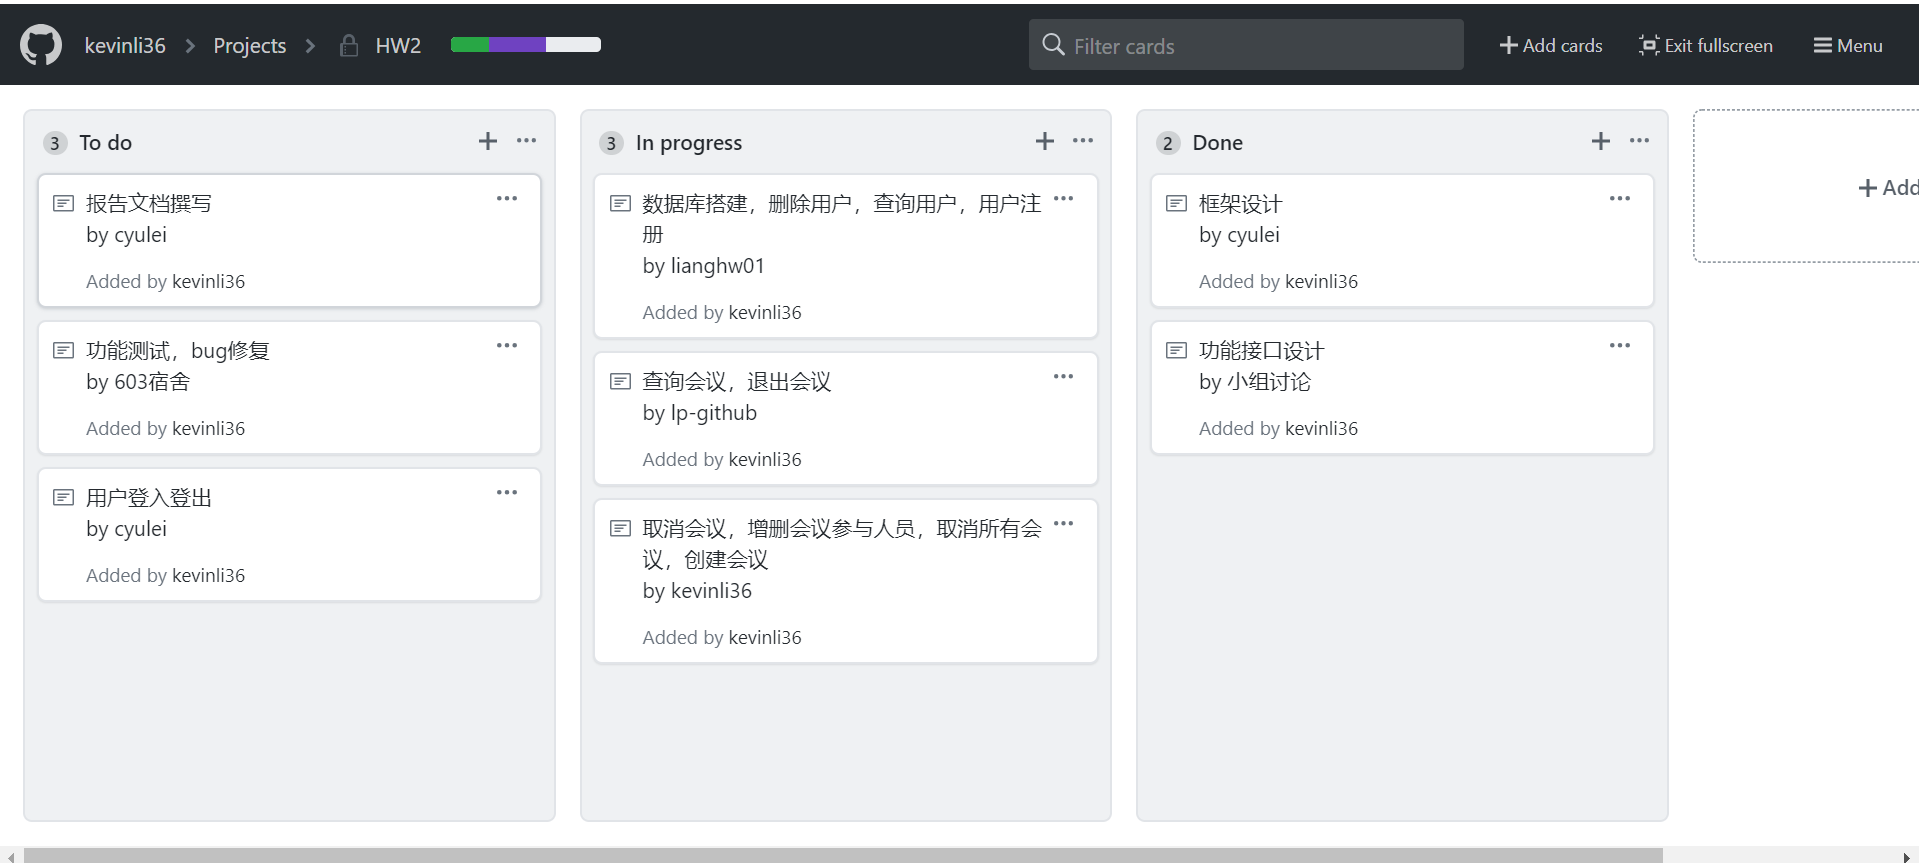 kevinli36 Projects HW2 Filter cards Add cards Exit fullscreen Menu
3 To do
报告文档撰写
by cyulei
Added by kevinli36
功能测试，bug修复
by 603宿舍
Added by kevinli36
用户登入登出
by cyulei
Added by kevinli36
3 In progress
数据库搭建，删除用户，查询用户，用户注
册
by lianghw01
Added by kevinli36
查询会议，退出会议
by lp-github
Added by kevinli36
取消会议，增删会议参与人员，取消所有会
议，创建会议
by kevinli36
Added by kevinli36
2 Done
框架设计
by cyulei
Added by kevinli36
功能接口设计
by 小组讨论
Added by kevinli36
Add